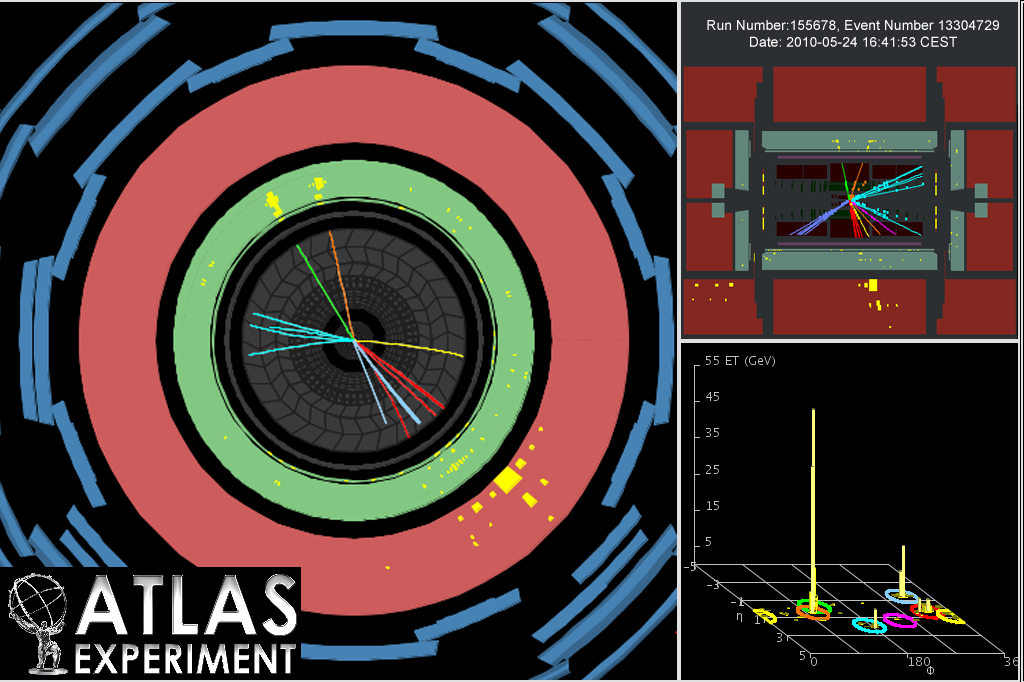 Run Number:155678, Event Number 13304729
Date: 2010-05-24 16:41:53 CEST
55 ET (GeV)
45
35
25
15
5
-5
-3
-1
η 1
3
5 0 180 36
Φ
ATLAS
EXPERIMENT